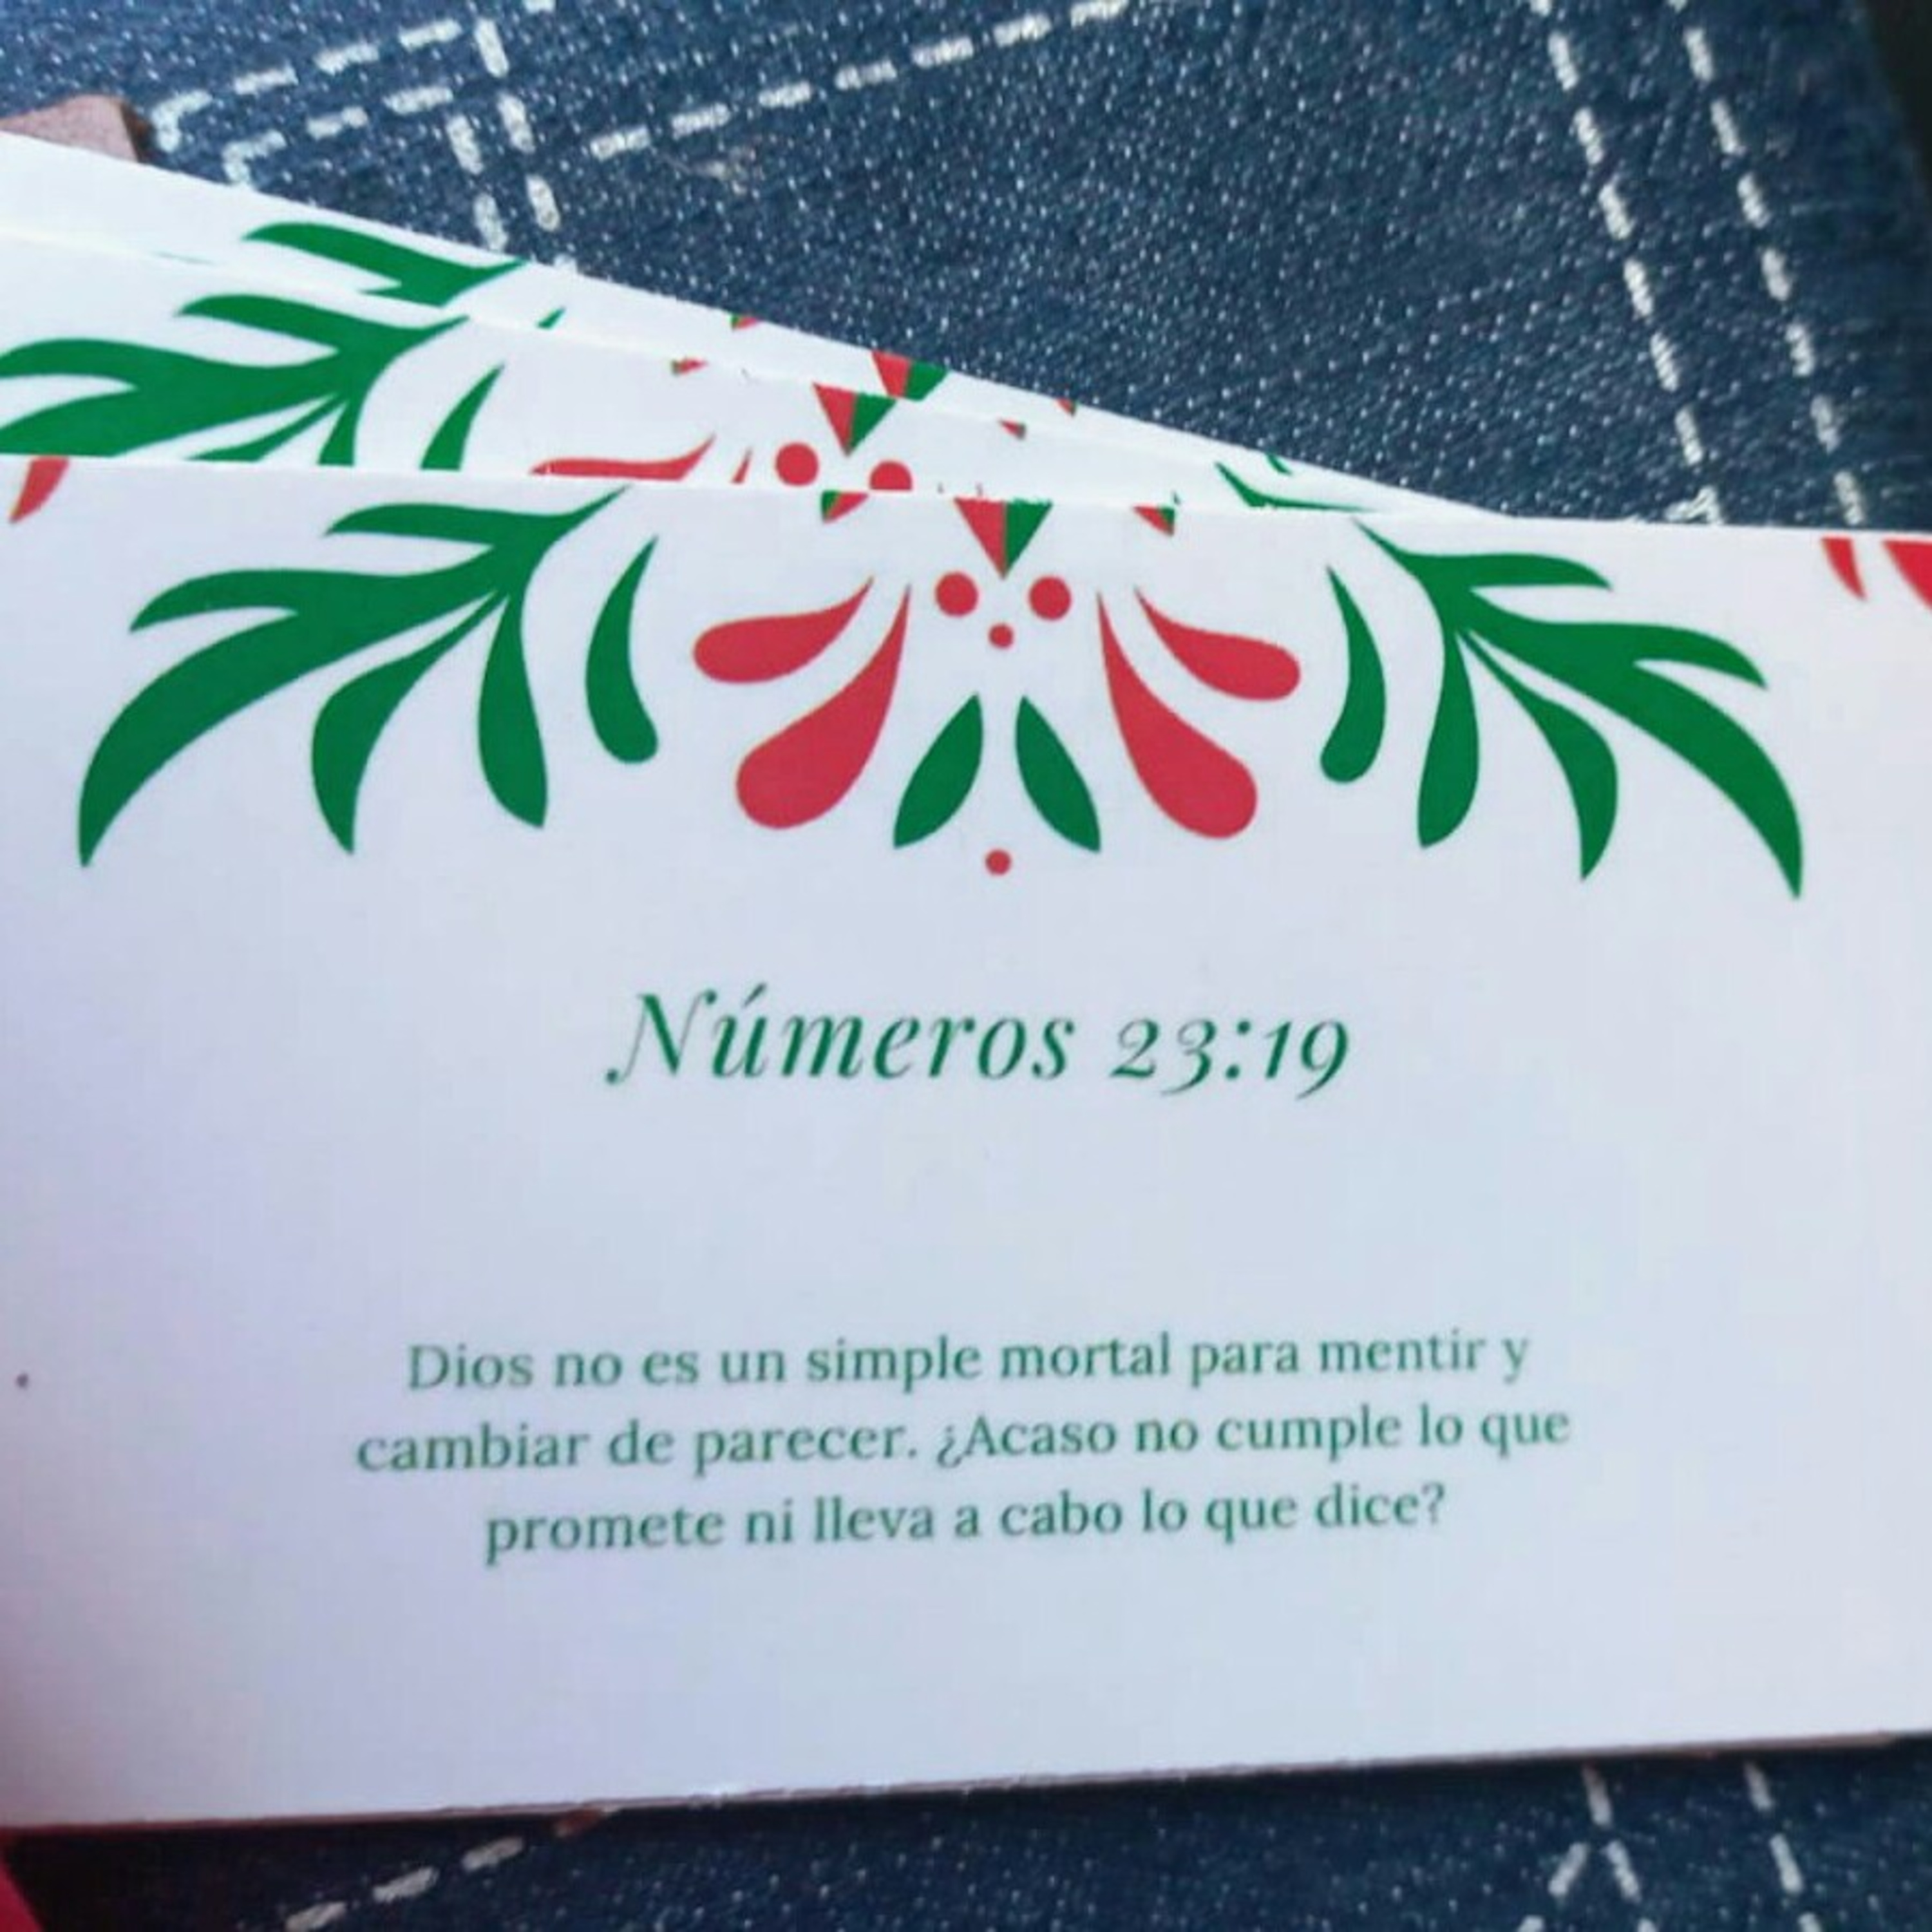 Números 23:19
Dios no es un simple mortal para mentir y
cambiar de parecer. ¿Acaso no cumple lo que
promete ni lleva a cabo lo que dice?